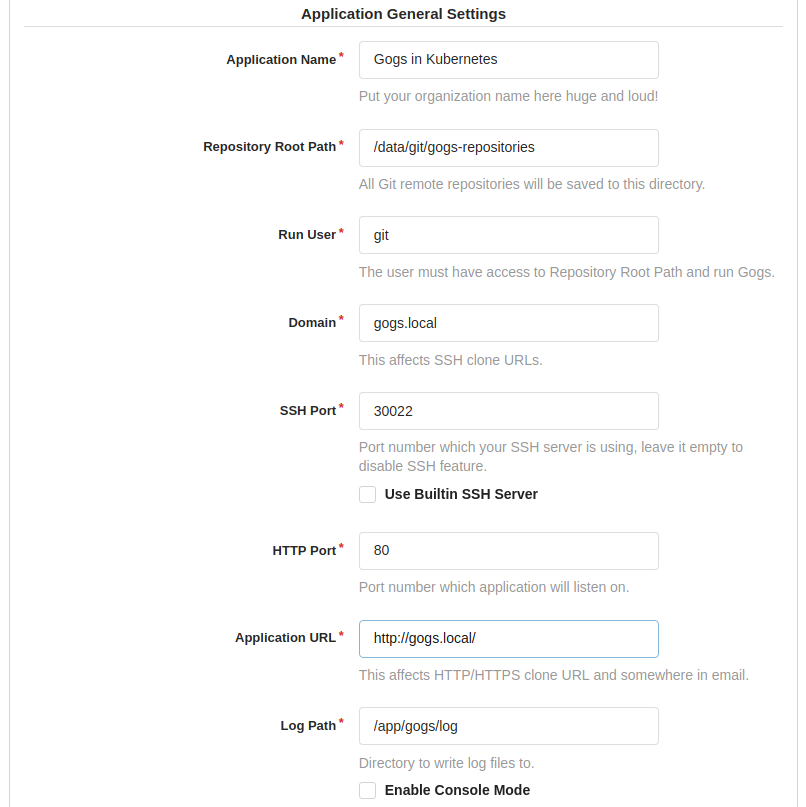 Application General Settings
Application Name *
Gogs in Kubernetes
Put your organization name here huge and loud!
Repository Root Path *
/data/git/gogs-repositories
All Git remote repositories will be saved to this directory.
Run User *
git
The user must have access to Repository Root Path and run Gogs.
Domain *
gogs.local
This affects SSH clone URLs.
SSH Port *
30022
Port number which your SSH server is using, leave it empty to
disable SSH feature.
Use Builtin SSH Server
HTTP Port *
80
Port number which application will listen on.
Application URL *
http://gogs.local/
This affects HTTP/HTTPS clone URL and somewhere in email.
Log Path *
/app/gogs/log
Directory to write log files to.
Enable Console Mode